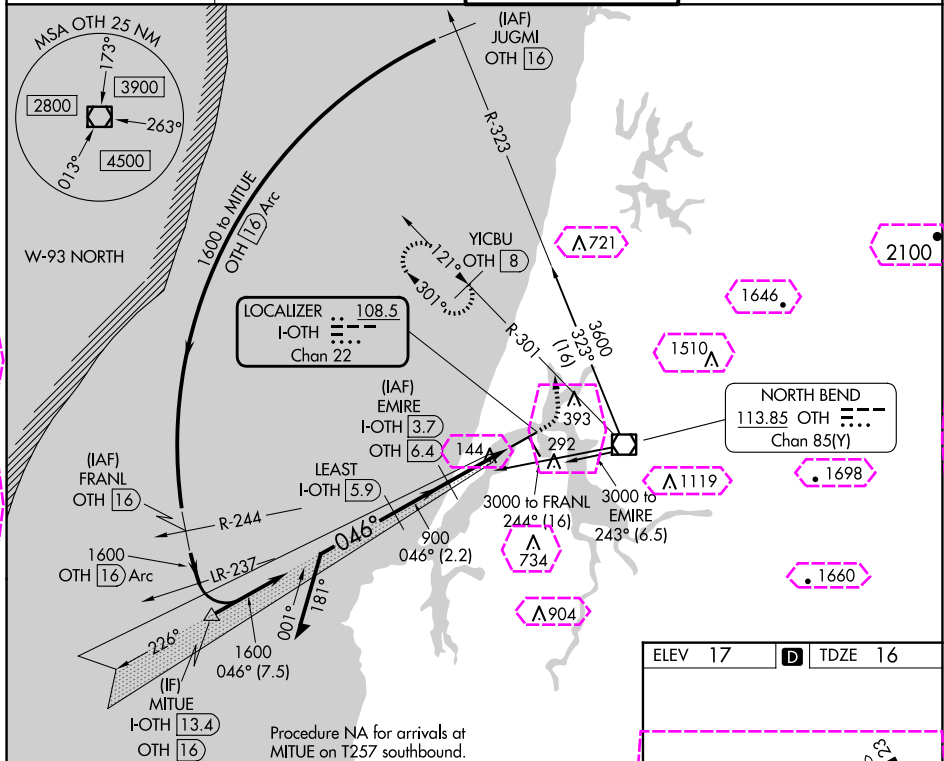 MSA OTH 25 NM
173°
3900
2800
263°
013°
4500
(IAF)
JUGMI
OTH 16
R-323
1600 to MITUE
OTH 16 Arc
W-93 NORTH
721
2100
YICBU
OTH 8
121°
301°
1646
LOCALIZER 108.5
I-OTH
Chan 22
R-301
3600
323°
(16)
1510
(IAF)
EMIRE
I-OTH 3.7
OTH 6.4
393
292
144
NORTH BEND
113.85 OTH
Chan 85(Y)
(IAF)
FRANL
OTH 16
LEAST
I-OTH 5.9
1119
1698
R-244
046°
3000 to FRANL
244° (16)
3000 to
EMIRE
243° (6.5)
900
046° (2.2)
1600
OTH 16 Arc
LR-237
734
1660
001°
181°
904
226°
1600
046° (7.5)
(IF)
MITUE
I-OTH 13.4
OTH 16
Procedure NA for arrivals at
MITUE on T257 southbound.
ELEV 17 D TDZE 16
23